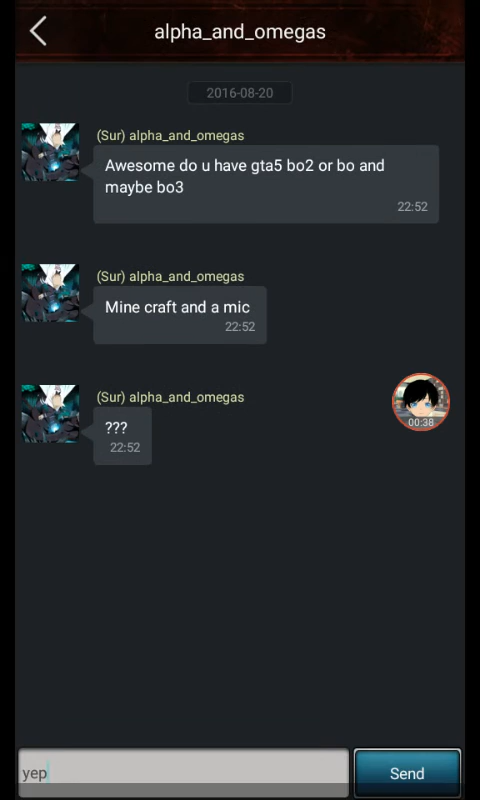 alpha_and_omegas
2016-08-20
(Sur) alpha_and_omegas
Awesome do u have gta5 bo2 or bo and
maybe bo3
22:52
(Sur) alpha_and_omegas
Mine craft and a mic
22:52
(Sur) alpha_and_omegas
00:38
???
22:52
yep
Send